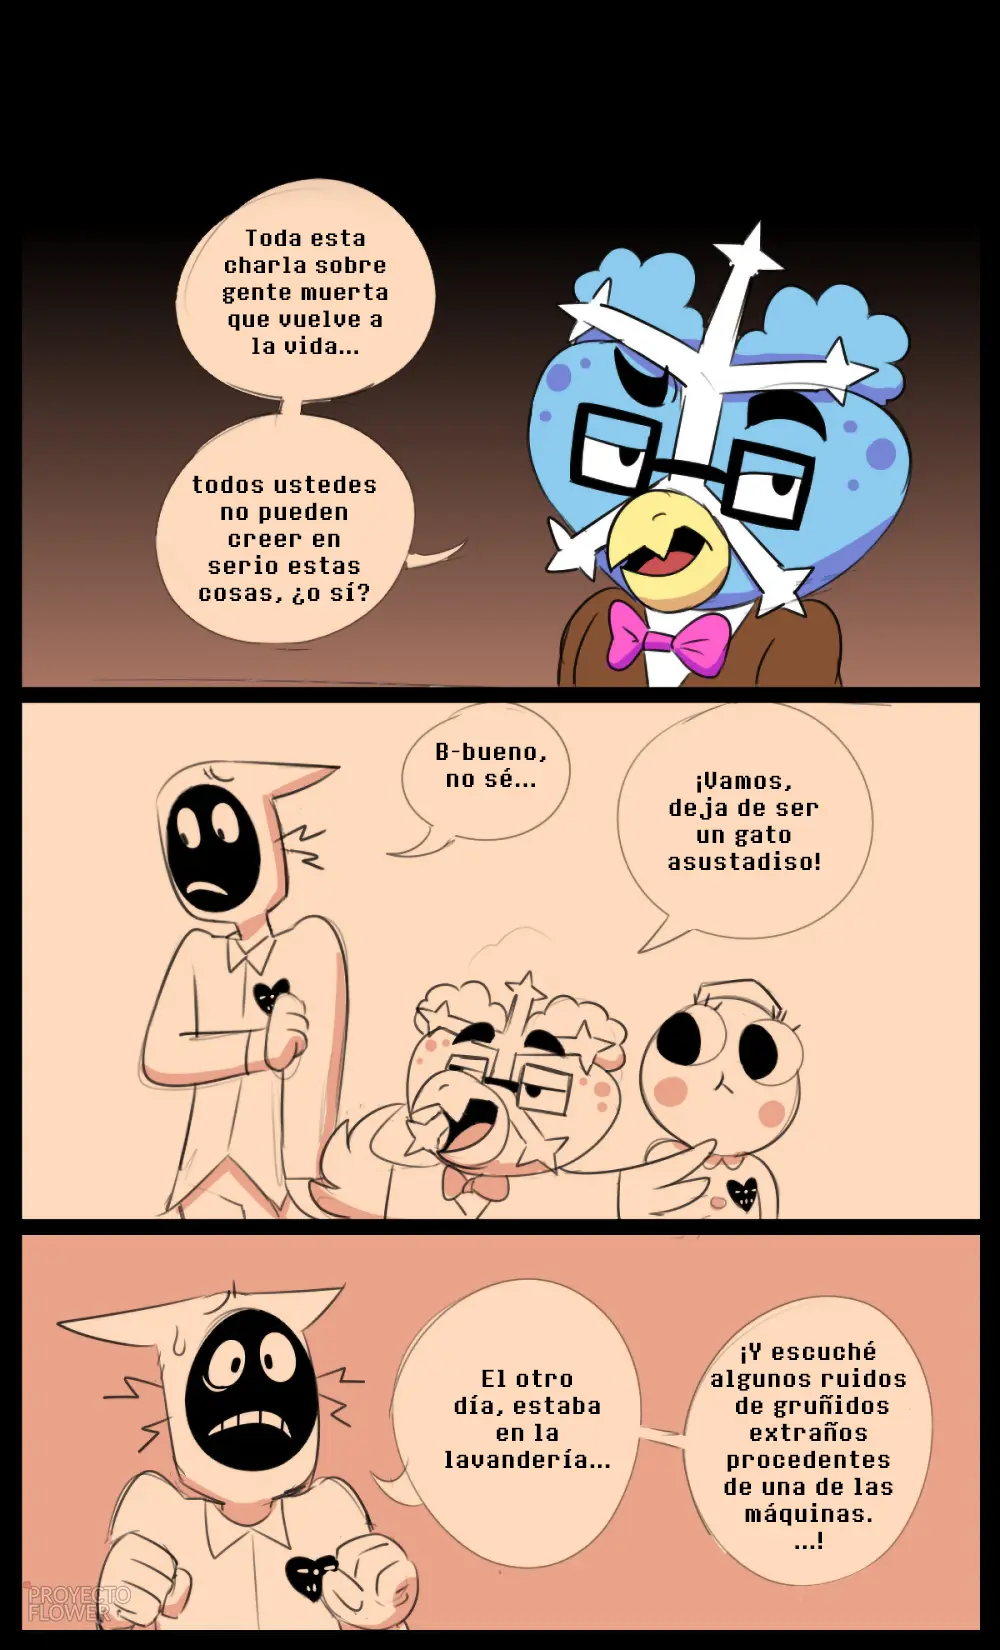 Toda esta
charla sobre
gente muerta
que vuelve a
la vida...
todos ustedes
no pueden
creer en
serio estas
cosas, ¿o sí?
B-bueno,
no sé...
¡Vamos,
deja de ser
un gato
asustadiso!
El otro
día, estaba
en la
lavandería...
¡Y escuché
algunos ruidos
de gruñidos
extraños
procedentes
de una de las
máquinas.
...!
PROYECTO
FLOWER